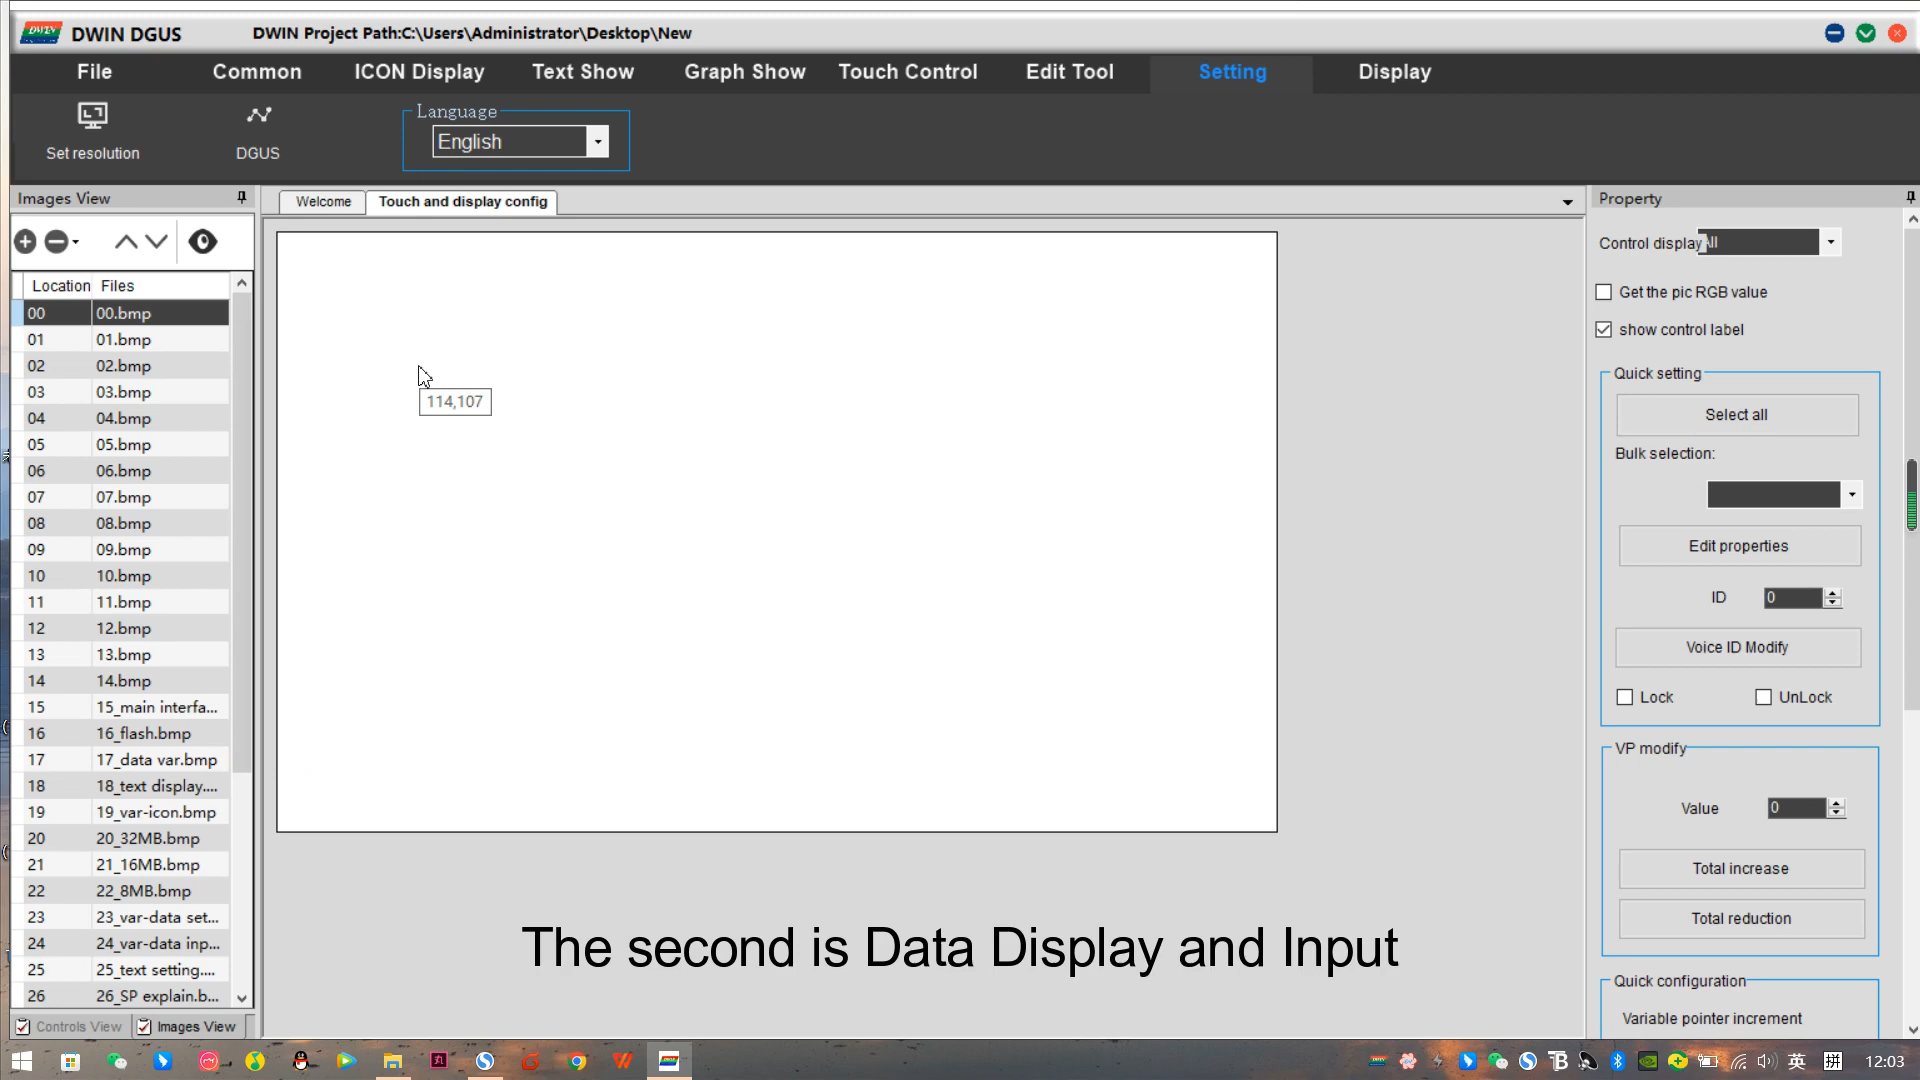 DWIN DGUS
DWIN Project Path:C:\Users\Administrator\Desktop\New
File
Common
ICON Display
Text Show
Graph Show
Touch Control
Edit Tool
Setting
Display
Set resolution
DGUS
Language
English
Images View
Welcome
Touch and display config
Property
Location
Files
00 00.bmp
01 01.bmp
02 02.bmp
03 03.bmp
04 04.bmp
05 05.bmp
06 06.bmp
07 07.bmp
08 08.bmp
09 09.bmp
10 10.bmp
11 11.bmp
12 12.bmp
13 13.bmp
14 14.bmp
15 15_main interfa...
16 16_flash.bmp
17 17_data var.bmp
18 18_text display....
19 19_var-icon.bmp
20 20_32MB.bmp
21 21_16MB.bmp
22 22_8MB.bmp
23 23_var-data set...
24 24_var-data inp...
25 25_text setting....
26 26_SP explain.b...
Controls View
Images View
114,107
The second is Data Display and Input
Control display
Get the pic RGB value
show control label
Quick setting
Select all
Bulk selection:
Edit properties
ID
0
Voice ID Modify
Lock
UnLock
VP modify
Value
0
Total increase
Total reduction
Quick configuration
Variable pointer increment
英
拼
12:03